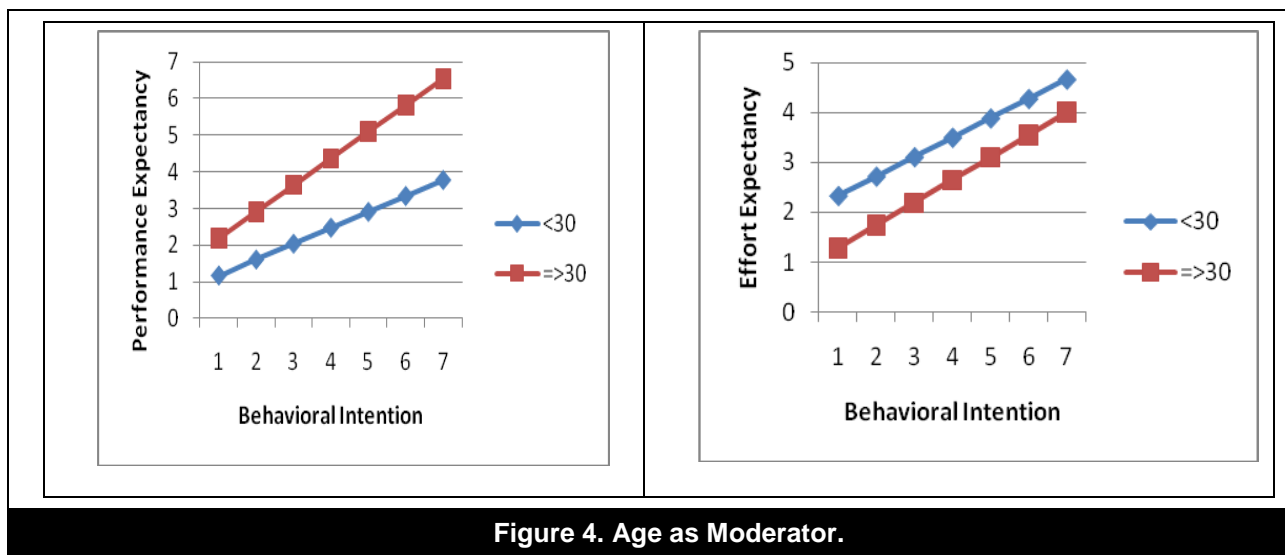 Performance Expectancy
7
6
5
4
3
2
1
0
1 2 3 4 5 6 7
Behavioral Intention
<30
=>30
Effort Expectancy
5
4
3
2
1
0
1 2 3 4 5 6 7
Behavioral Intention
<30
=>30
Figure 4. Age as Moderator.